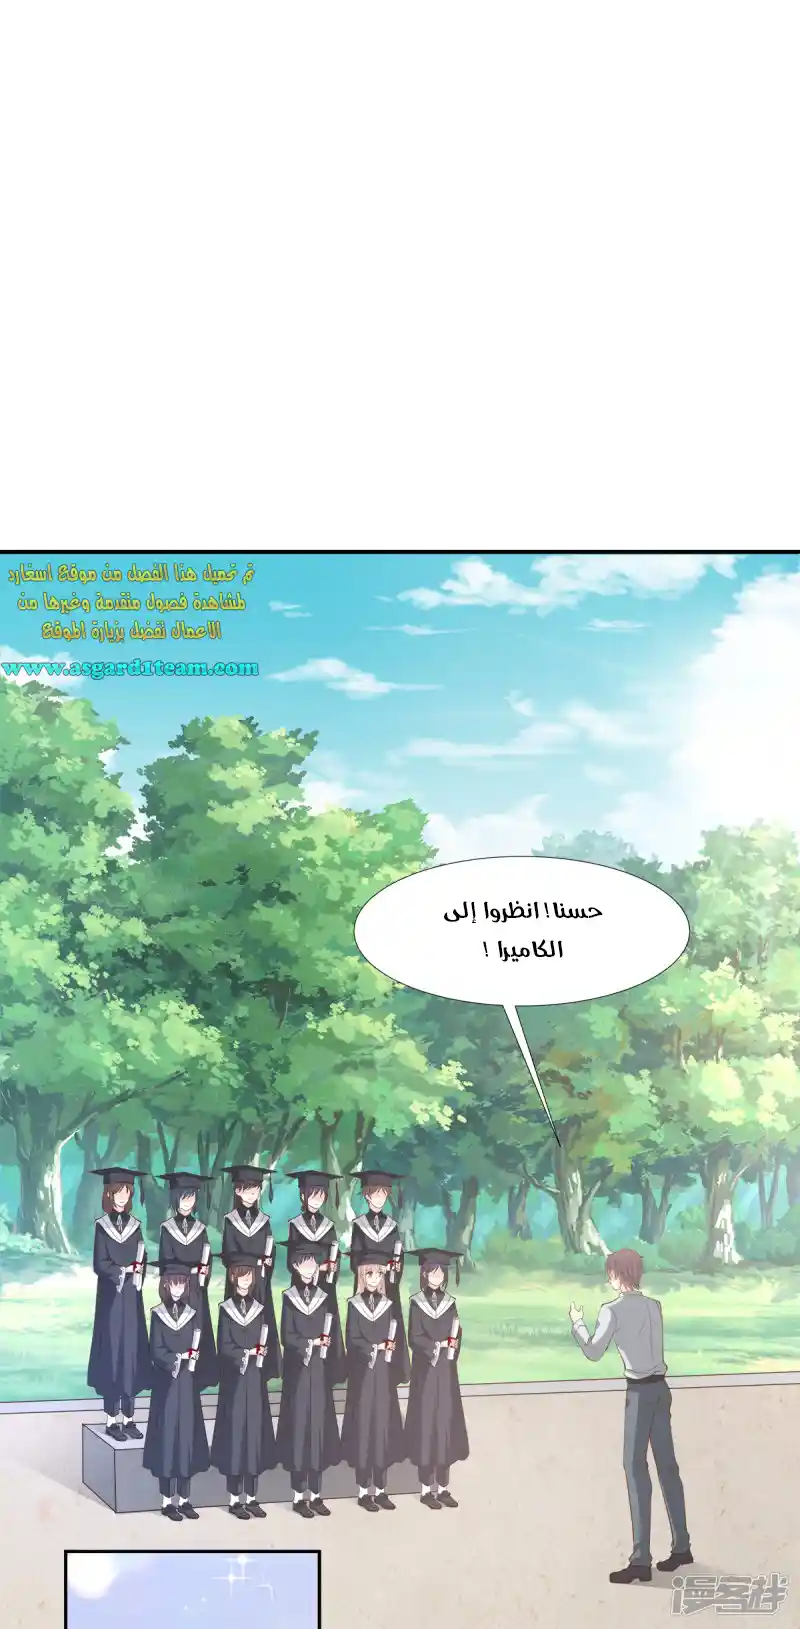 تم تحميل هذا الفصل من موقع اسغارد
لمشاهدة فصول متقدمة وغيرها من
الاعمال تفضل بزيارة الموقع
www.asgard1team.com
حسنا! انظروا إلى
الكاميرا !
漫客栈